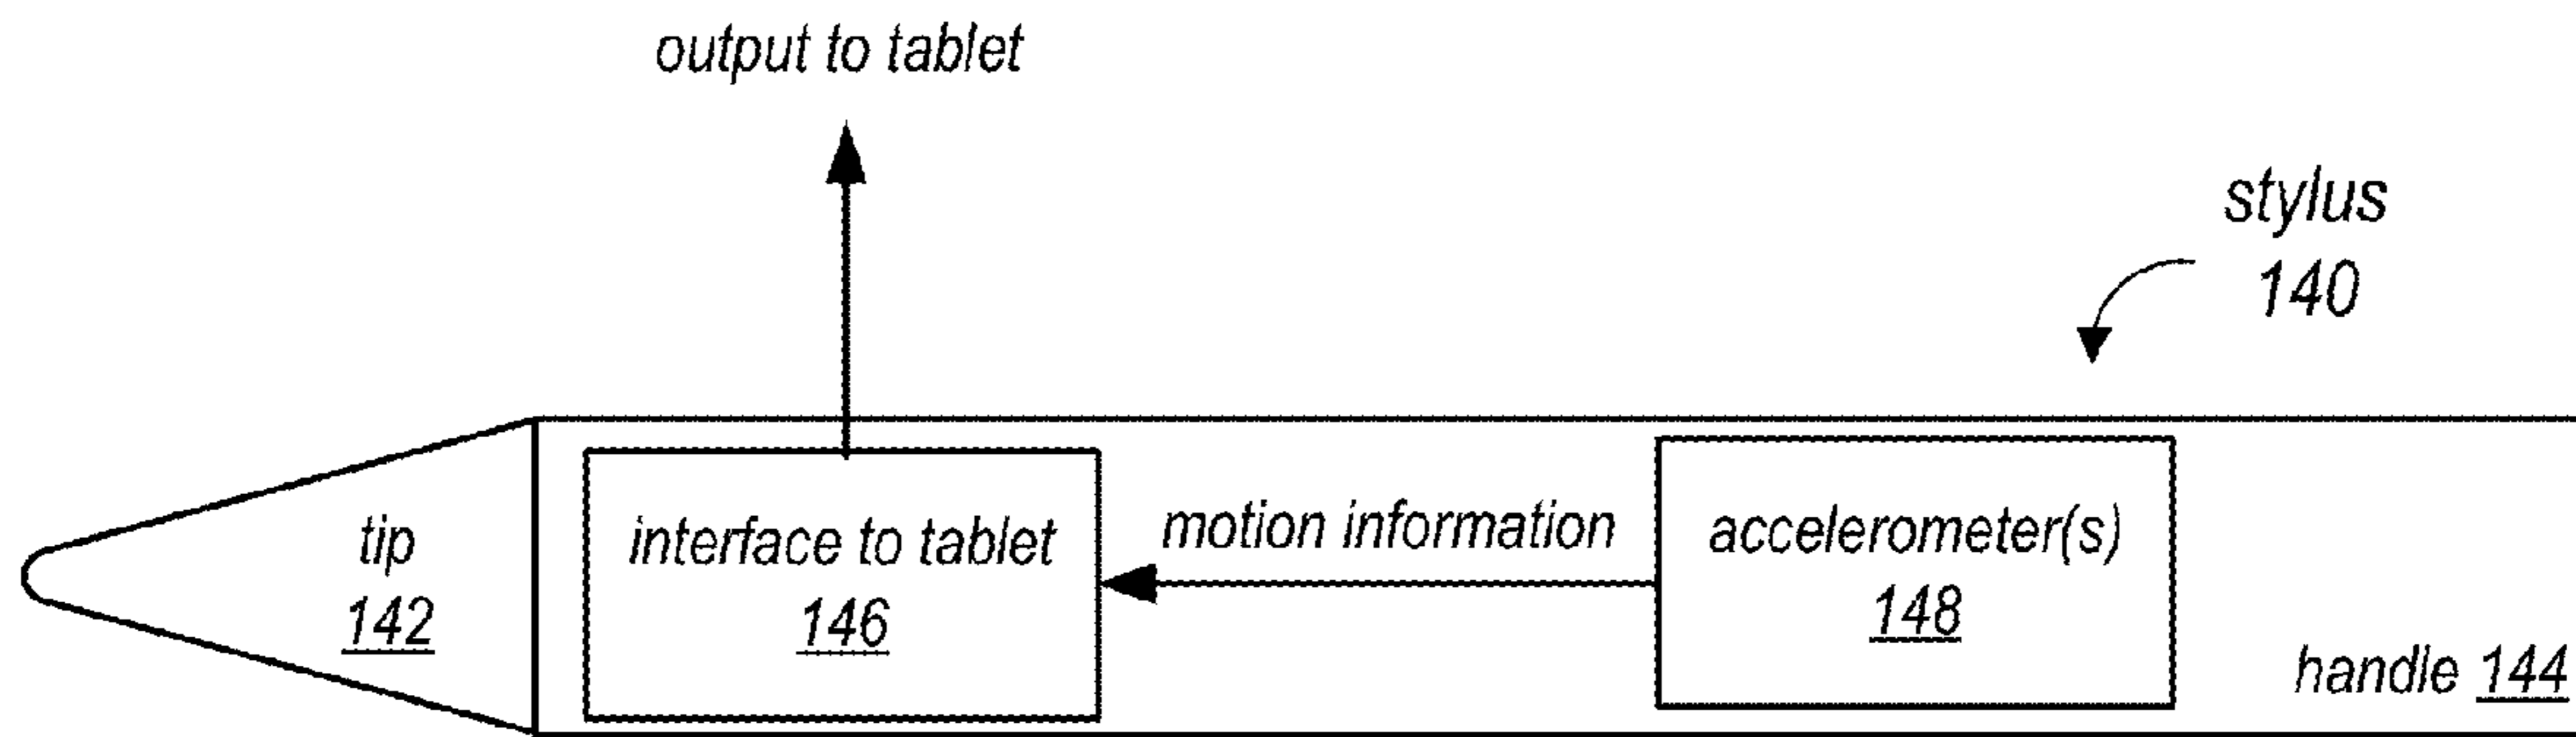 output to tablet
stylus
140
tip
142
interface to tablet
146
motion information
accelerometer(s)
148
handle 144